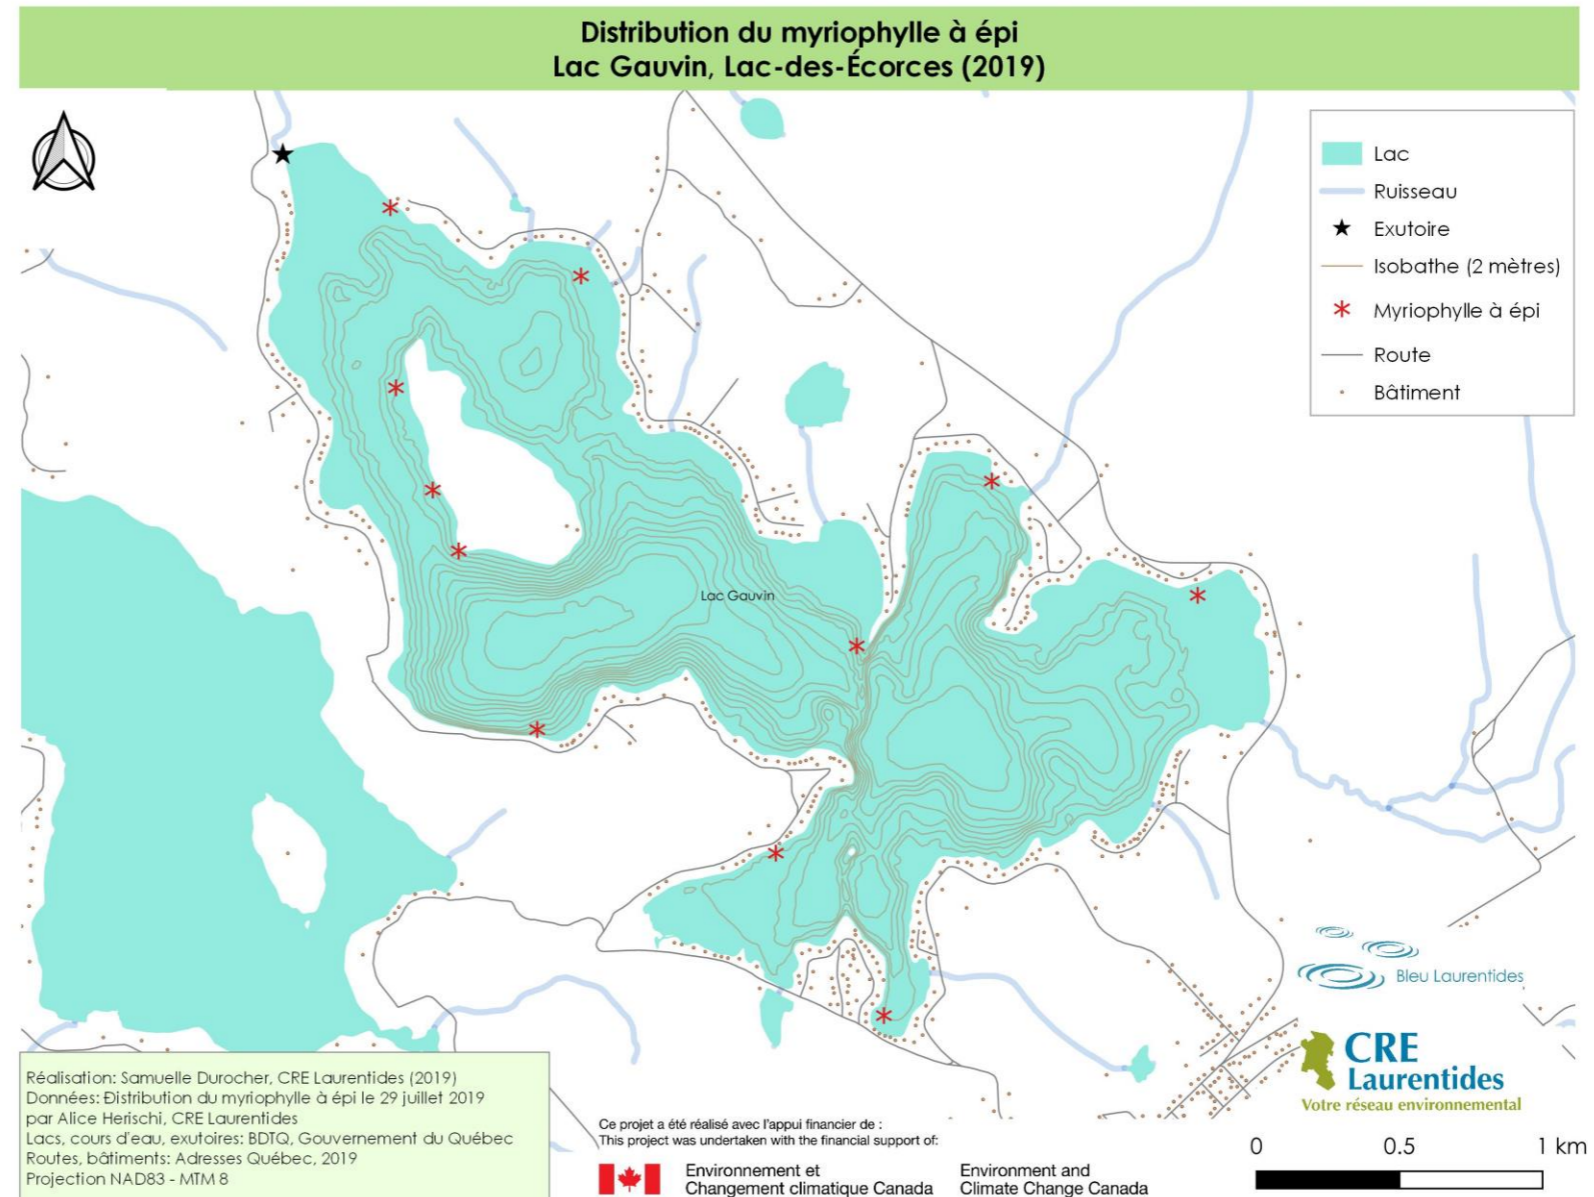 Distribution du myriophylle à épi
Lac Gauvin, Lac-des-Écorces (2019)
Lac
Ruisseau
Exutoire
Isobathe (2 mètres)
Myriophylle à épi
Route
Bâtiment
Lac Gauvin
Bleu Laurentides
CRE
Laurentides
Votre réseau environnemental
Réalisation: Samuelle Durocher, CRE Laurentides (2019)
Données: Distribution du myriophylle à épi le 29 juillet 2019
par Alice Herischi, CRE Laurentides
Lacs, cours d'eau, exutoires: BDTQ, Gouvernement du Québec
Routes, bâtiments: Adresses Québec, 2019
Projection NAD83 - MTM 8
Ce projet a été réalisé avec l'appui financier de :
This project was undertaken with the financial support of:
Environnement et
Changement climatique Canada
Environment and
Climate Change Canada
0 0.5 1 km